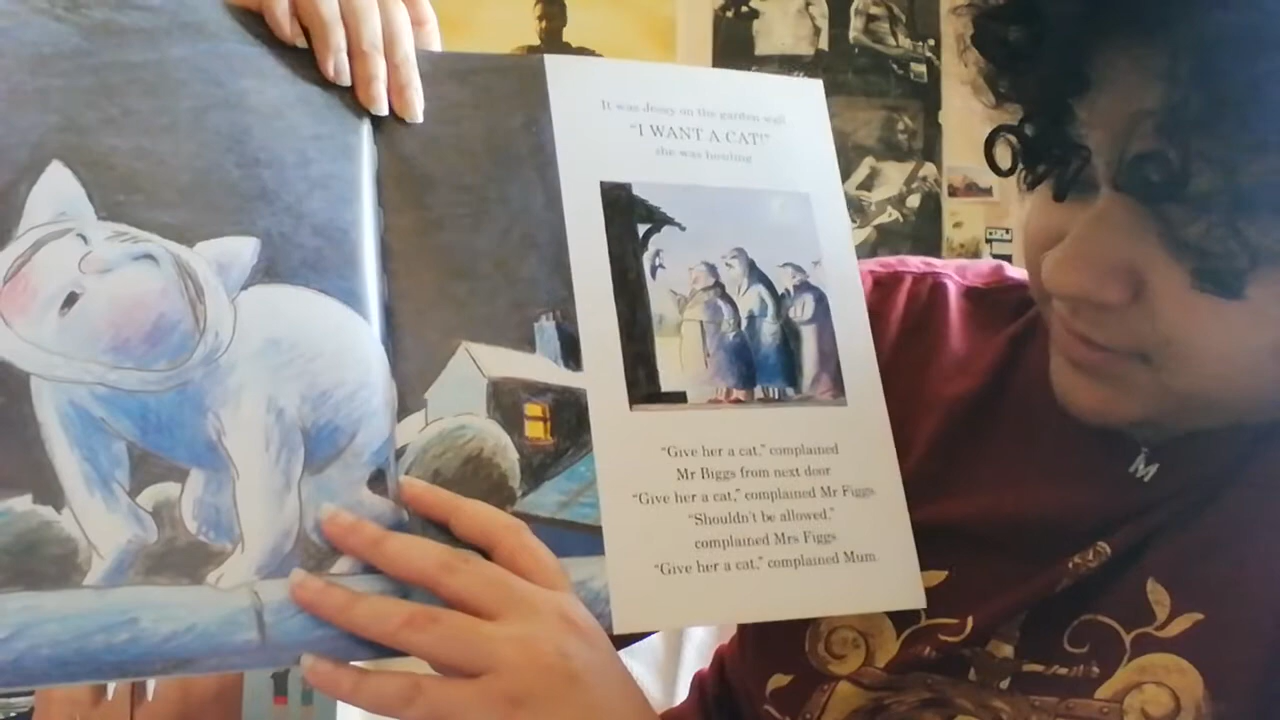 It was Jessy on the garden wall
"I WANT A CAT!"
she was howling
"Give her a cat," complained
Mr Biggs from next door
"Give her a cat," complained Mr Figgs.
"Shouldn't be allowed,"
complained Mrs Figgs
"Give her a cat," complained Mum.
M